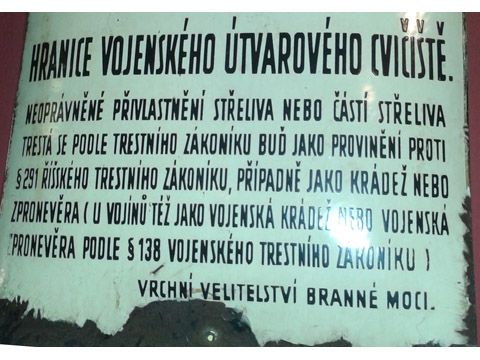 HRANICE VOJENSKÉHO ÚTVAROVÉHO CVIČIŠTĚ.
NEOPRÁVNĚNÉ PŘIVLASTNĚNÍ STŘELIVA NEBO ČÁSTÍ STŘELIVA
TRESTÁ SE PODLE TRESTNÍHO ZÁKONÍKU BUĎ JAKO PROVINĚNÍ PROTI
§ 291 ŘÍŠSKÉHO TRESTNÍHO ZÁKONÍKU, PŘÍPADNĚ JAKO KRÁDEŽ NEBO
ZPRONEVĚRA ( U VOJÍNŮ TÉŽ JAKO VOJENSKÁ KRÁDEŽ NEBO VOJENSKÁ
ZPRONEVĚRA PODLE § 138 VOJENSKÉHO TRESTNÍHO ZÁKONÍKU )
VRCHNÍ VELITELSTVÍ BRANNÉ MOCI.